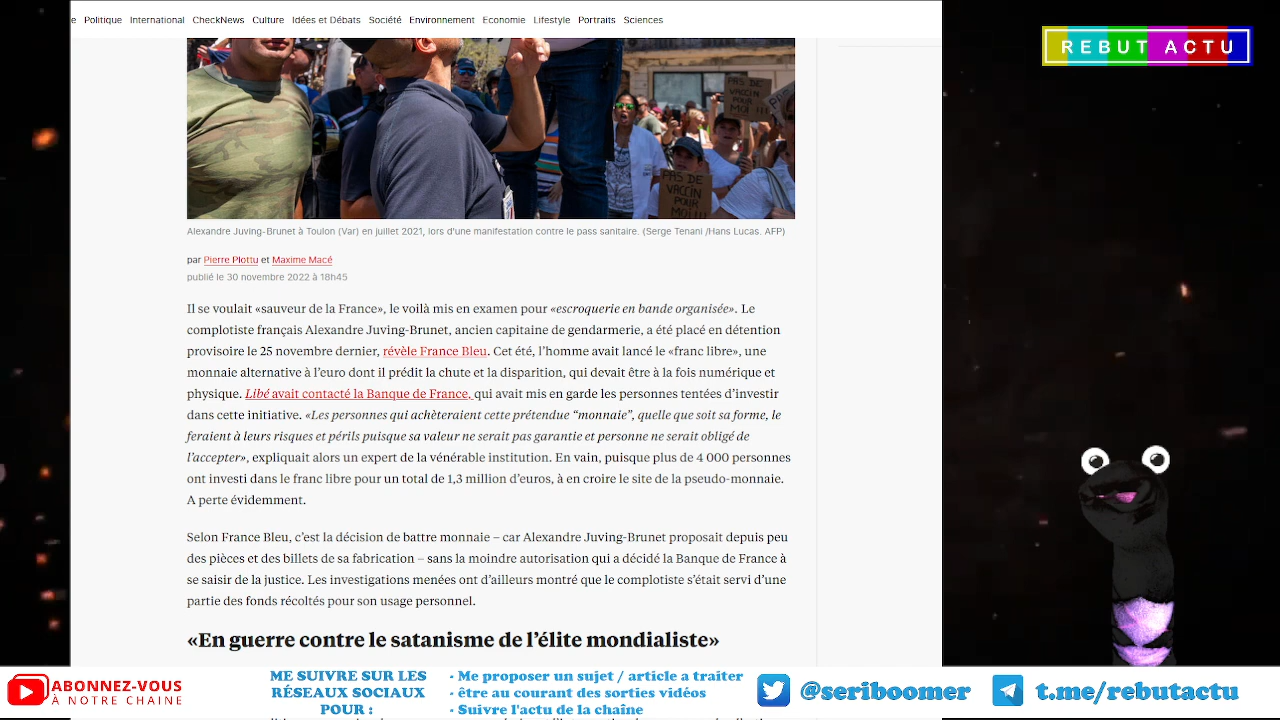 e Politique International CheckNews Culture Idées et Débats Société Environnement Economie Lifestyle Portraits Sciences
REBUT ACTU
PAS DE VACCIN POUR MOI !!!
PAS DE VACCIN POUR MOI !!
Alexandre Juving-Brunet à Toulon (Var) en juillet 2021, lors d'une manifestation contre le pass sanitaire. (Serge Tenani /Hans Lucas. AFP)
par Pierre Plottu et Maxime Macé
publié le 30 novembre 2022 à 18h45
Il se voulait «sauveur de la France», le voilà mis en examen pour «escroquerie en bande organisée». Le
complotiste français Alexandre Juving-Brunet, ancien capitaine de gendarmerie, a été placé en détention
provisoire le 25 novembre dernier, révèle France Bleu. Cet été, l'homme avait lancé le «franc libre», une
monnaie alternative à l'euro dont il prédit la chute et la disparition, qui devait être à la fois numérique et
physique. Libé avait contacté la Banque de France, qui avait mis en garde les personnes tentées d'investir
dans cette initiative. «Les personnes qui achèteraient cette prétendue “monnaie”, quelle que soit sa forme, le
feraient à leurs risques et périls puisque sa valeur ne serait pas garantie et personne ne serait obligé de
l'accepter», expliquait alors un expert de la vénérable institution. En vain, puisque plus de 4 000 personnes
ont investi dans le franc libre pour un total de 1,3 million d'euros, à en croire le site de la pseudo-monnaie.
A perte évidemment.
Selon France Bleu, c'est la décision de battre monnaie – car Alexandre Juving-Brunet proposait depuis peu
des pièces et des billets de sa fabrication – sans la moindre autorisation qui a décidé la Banque de France à
se saisir de la justice. Les investigations menées ont d'ailleurs montré que le complotiste s'était servi d'une
partie des fonds récoltés pour son usage personnel.
«En guerre contre le satanisme de l'élite mondialiste»
ABONNEZ-VOUS
À NOTRE CHAINE
ME SUIVRE SUR LES
RÉSEAUX SOCIAUX
POUR :
- Me proposer un sujet / article a traiter
- être au courant des sorties vidéos
- Suivre l'actu de la chaîne
@seriboomer
t.me/rebutactu